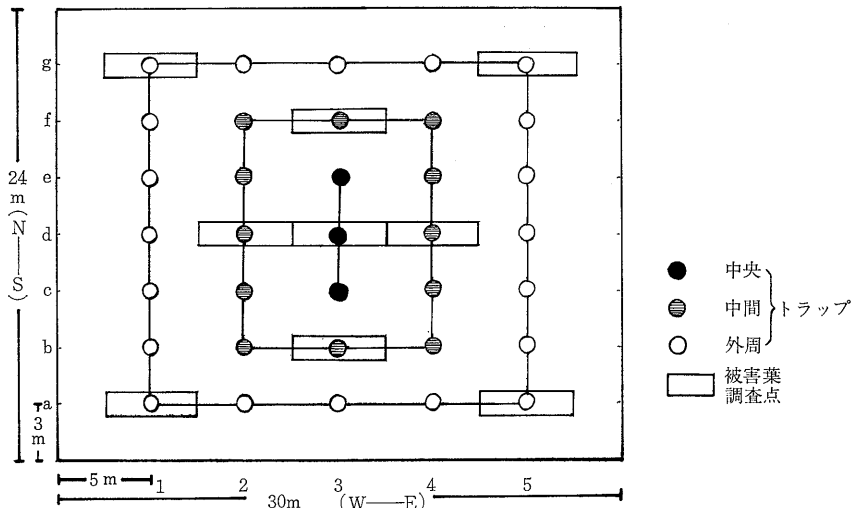 g
f
e
d
c
b
a
24
m
(N——S)
3
m
5 m
1 2 3 4 5
30m (W——E)
中央
中間
外周
トラップ
被害葉
調査点